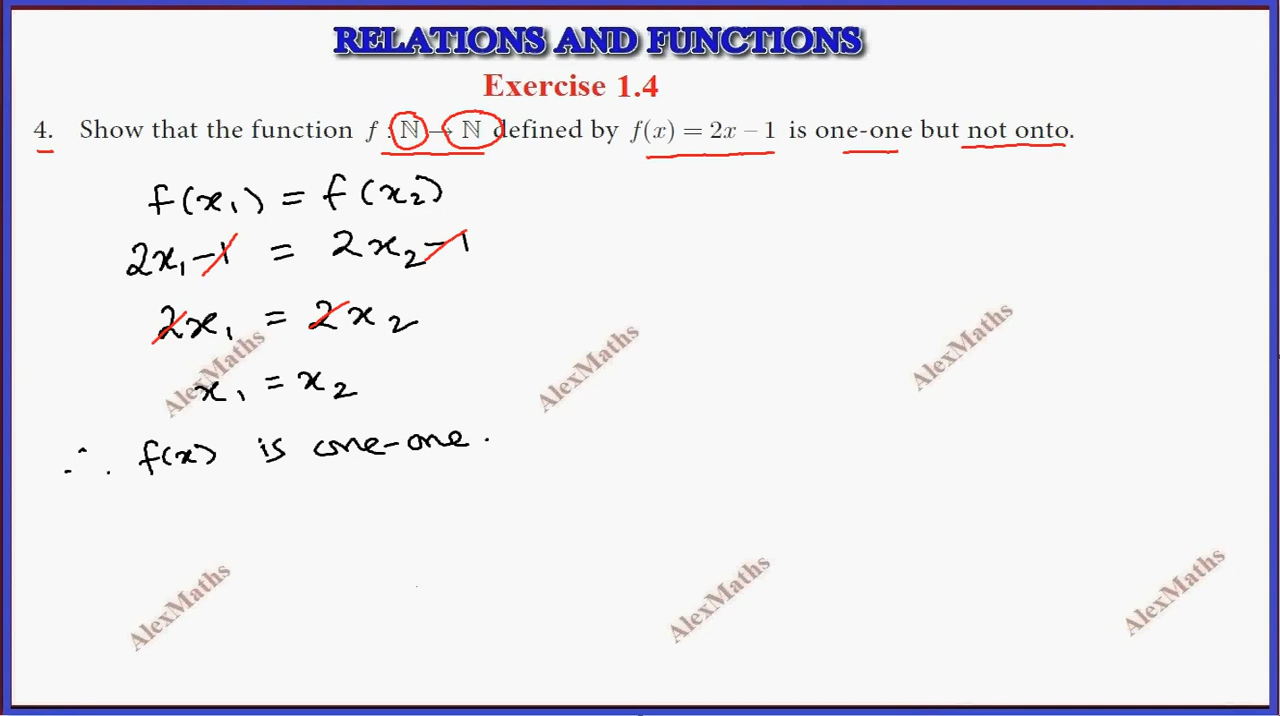 RELATIONS AND FUNCTIONS
Exercise 1.4
4. Show that the function f : ℕ → ℕ defined by f(x) = 2x – 1 is one-one but not onto.
f(x₁) = f(x₂)
2x₁ – 1 = 2x₂ – 1
2x₁ = 2x₂
x₁ = x₂
∴ f(x) is one-one.
AlexMaths
AlexMaths
AlexMaths
AlexMaths
AlexMaths
AlexMaths